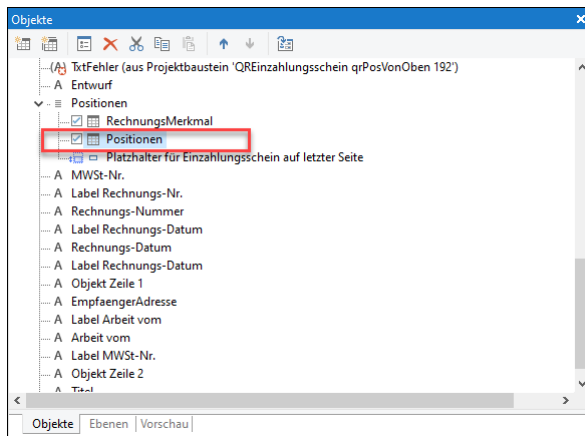 Objekte
TxtFehler (aus Projektbaustein 'QREinzahlungsschein qrPosVonOben 192')
A Entwurf
Positionen
RechnungsMerkmal
Positionen
Platzhalter für Einzahlungsschein auf letzter Seite
A MWSt-Nr.
A Label Rechnungs-Nr.
A Rechnungs-Nummer
A Label Rechnungs-Datum
A Rechnungs-Datum
A Label Rechnungs-Datum
A Objekt Zeile 1
A EmpfaengerAdresse
A Label Arbeit vom
A Arbeit vom
A Label MWSt-Nr.
A Objekt Zeile 2
A Titel
Objekte Ebenen Vorschau